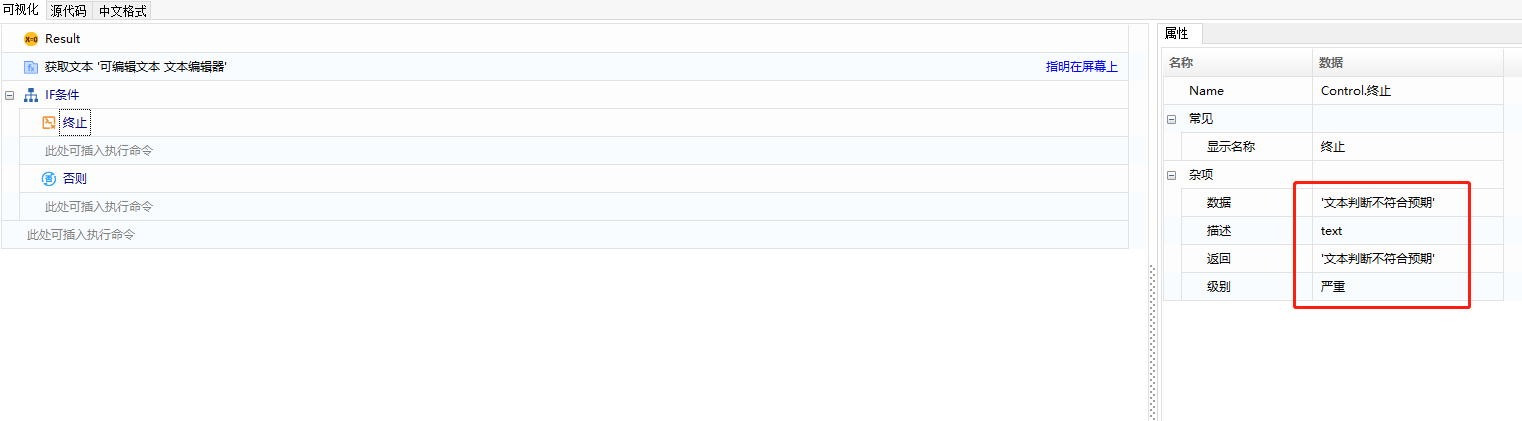 可视化 源代码 中文格式
Result
获取文本 '可编辑文本 文本编辑器' 指明在屏幕上
IF条件
终止
此处可插入执行命令
否则
此处可插入执行命令
此处可插入执行命令
属性
名称 数据
Name Control.终止
常见
显示名称 终止
杂项
数据 '文本判断不符合预期'
描述 text
返回 '文本判断不符合预期'
级别 严重